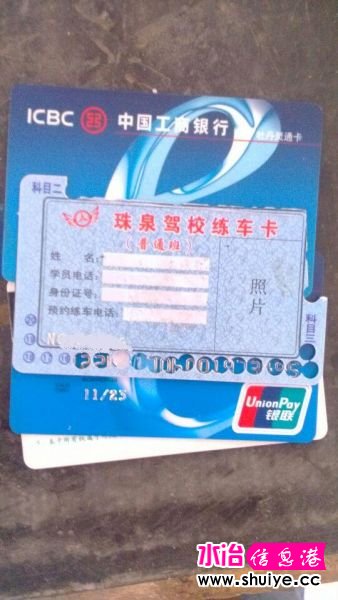 ICBC 中国工商银行
牡丹灵通卡
科目二
珠泉驾校练车卡
(普通班)
姓 名:
学员电话:
身份证号:
预约练车电话:
照片
科目三
11/23
UnionPay
银联
水冶信息港
www.shuiye.cc